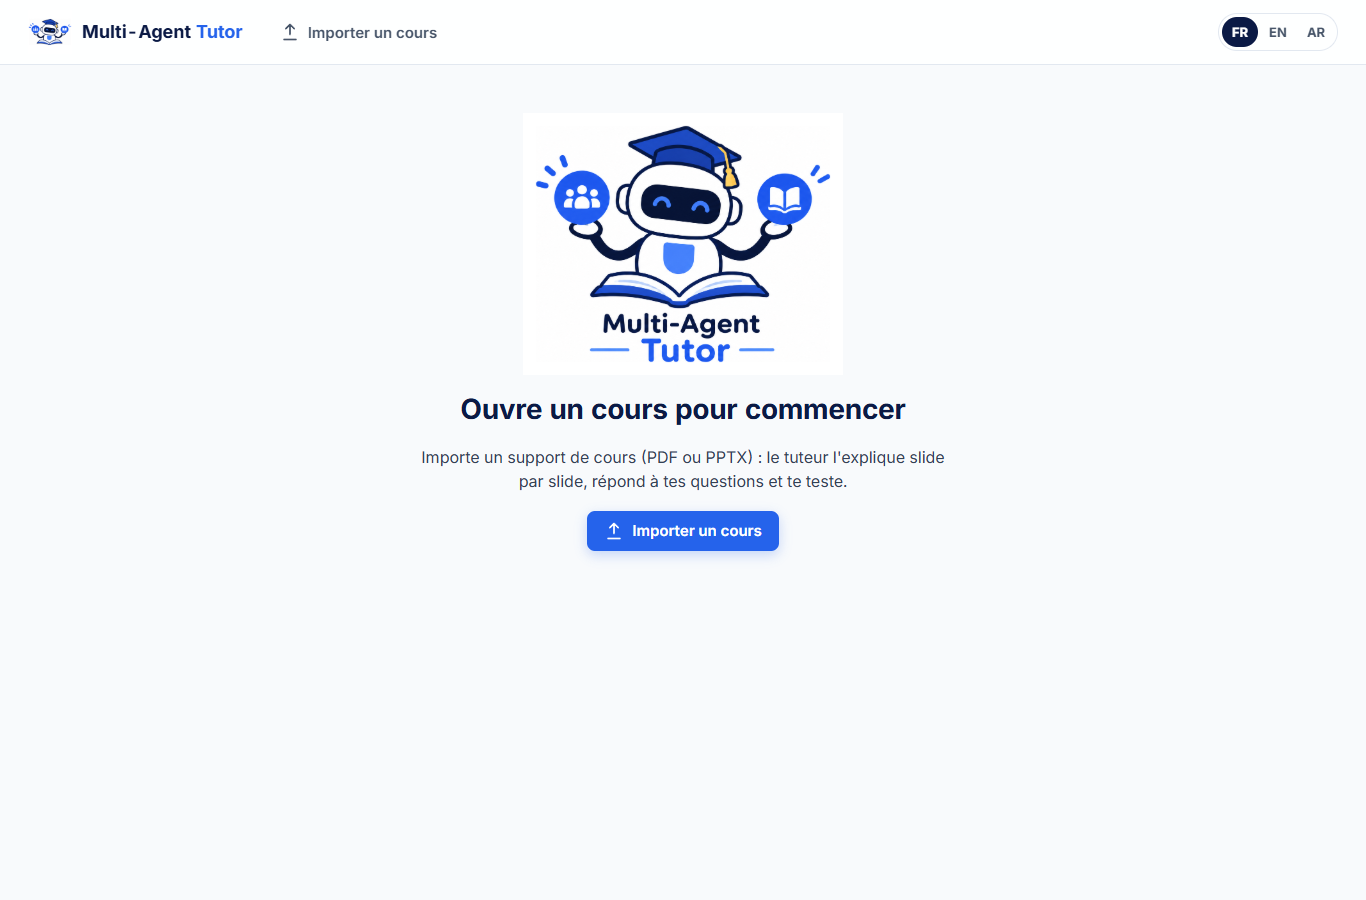 Multi-Agent Tutor
Importer un cours
FR EN AR
Multi-Agent
Tutor
Ouvre un cours pour commencer
Importe un support de cours (PDF ou PPTX) : le tuteur l'explique slide
par slide, répond à tes questions et te teste.
Importer un cours